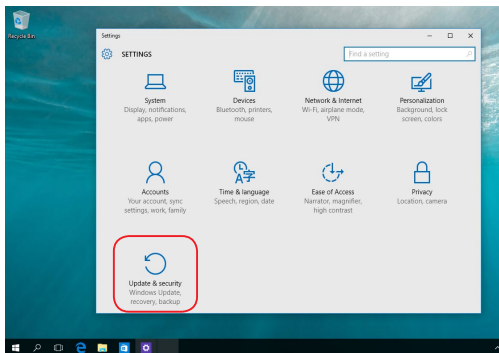 Recycle Bin
Settings
SETTINGS
Find a setting
System
Display, notifications,
apps, power
Devices
Bluetooth, printers,
mouse
Network & Internet
Wi-Fi, airplane mode,
VPN
Personalization
Background, lock
screen, colors
Accounts
Your account, sync
settings, work, family
Time & language
Speech, region, date
Ease of Access
Narrator, magnifier,
high contrast
Privacy
Location, camera
Update & security
Windows Update,
recovery, backup